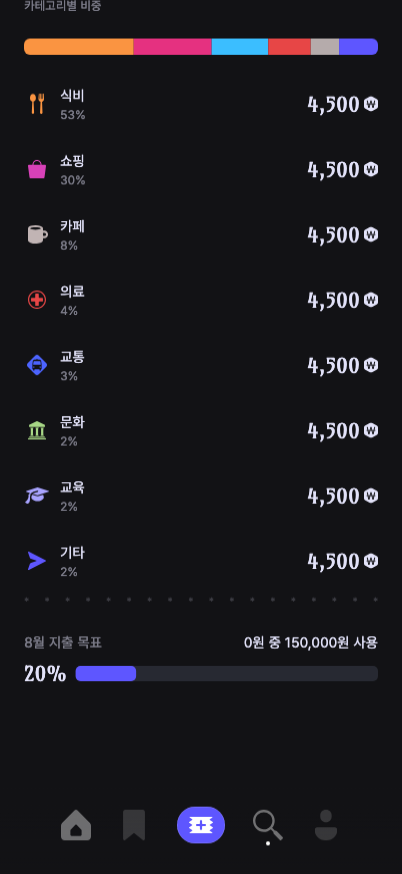 카테고리별 비중
식비
53%
4,500 W
쇼핑
30%
4,500 W
카페
8%
4,500 W
의료
4%
4,500 W
교통
3%
4,500 W
문화
2%
4,500 W
교육
2%
4,500 W
기타
2%
4,500 W
8월 지출 목표
0원 중 150,000원 사용
20%